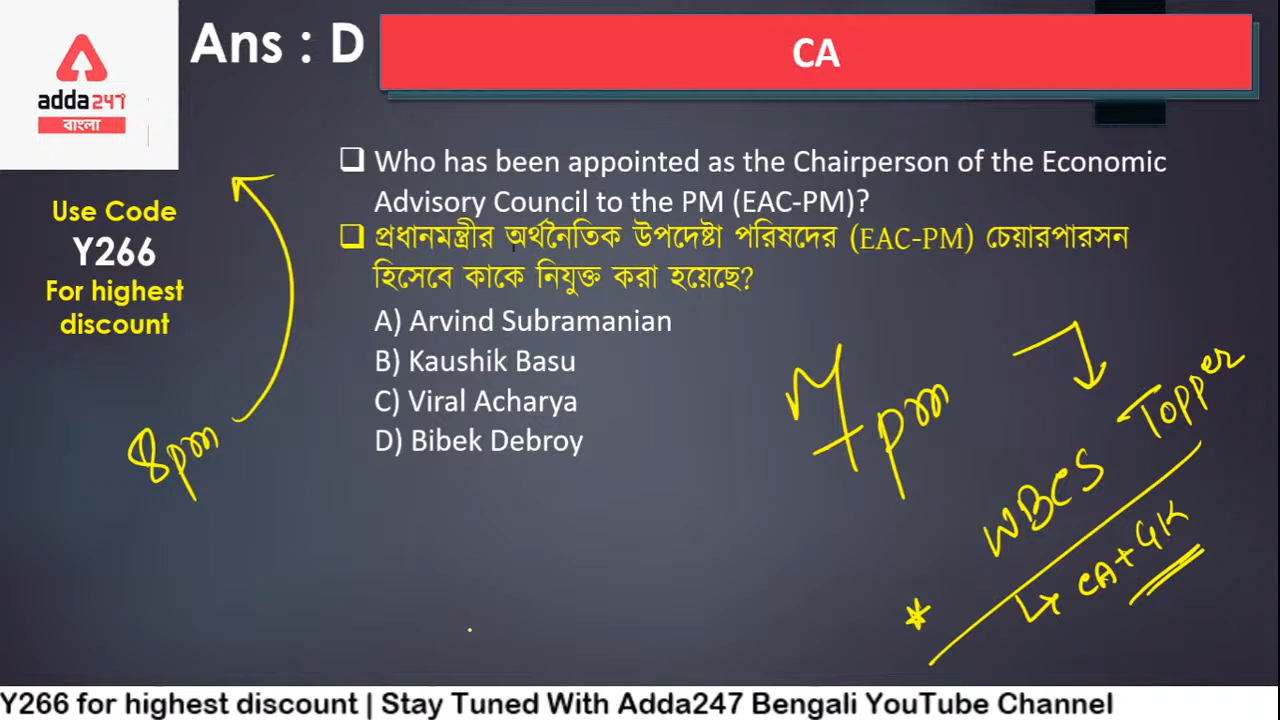 Ans : D
CA
adda247
বাংলা
Use Code
Y266
For highest
discount
Who has been appointed as the Chairperson of the Economic
Advisory Council to the PM (EAC-PM)?
প্রধানমন্ত্রীর অর্থনৈতিক উপদেষ্টা পরিষদের (EAC-PM) চেয়ারপারসন
হিসেবে কাকে নিযুক্ত করা হয়েছে?
A) Arvind Subramanian
B) Kaushik Basu
C) Viral Acharya
D) Bibek Debroy
8pm
7pm
WBCS Topper
CA+GK
Y266 for highest discount | Stay Tuned With Adda247 Bengali YouTube Channel